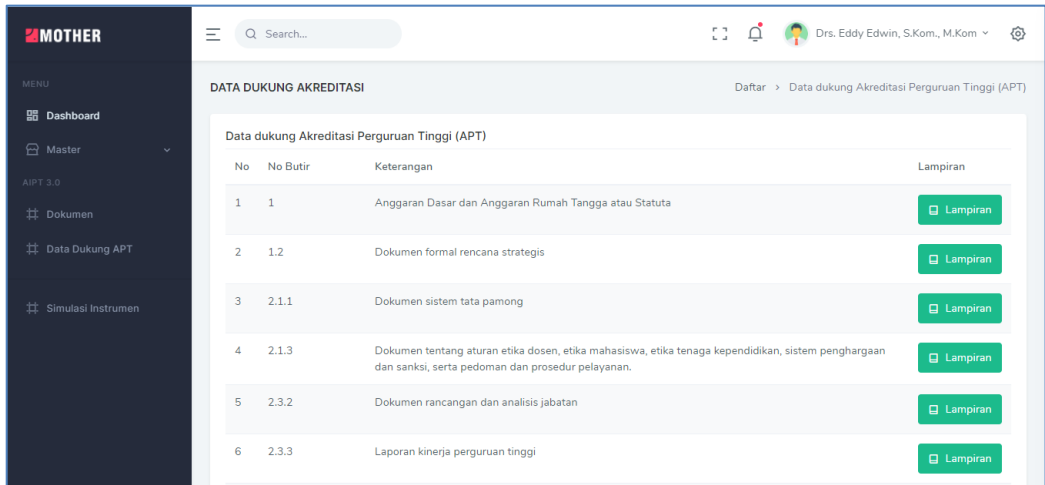 MOTHER
Search...
Drs. Eddy Edwin, S.Kom., M.Kom
MENU
Dashboard
Master
AIPT 3.0
Dokumen
Data Dukung APT
Simulasi Instrumen
DATA DUKUNG AKREDITASI
Daftar > Data dukung Akreditasi Perguruan Tinggi (APT)
Data dukung Akreditasi Perguruan Tinggi (APT)
No No Butir Keterangan Lampiran
1 1 Anggaran Dasar dan Anggaran Rumah Tangga atau Statuta Lampiran
2 1.2 Dokumen formal rencana strategis Lampiran
3 2.1.1 Dokumen sistem tata pamong Lampiran
4 2.1.3 Dokumen tentang aturan etika dosen, etika mahasiswa, etika tenaga kependidikan, sistem penghargaan
dan sanksi, serta pedoman dan prosedur pelayanan. Lampiran
5 2.3.2 Dokumen rancangan dan analisis jabatan Lampiran
6 2.3.3 Laporan kinerja perguruan tinggi Lampiran